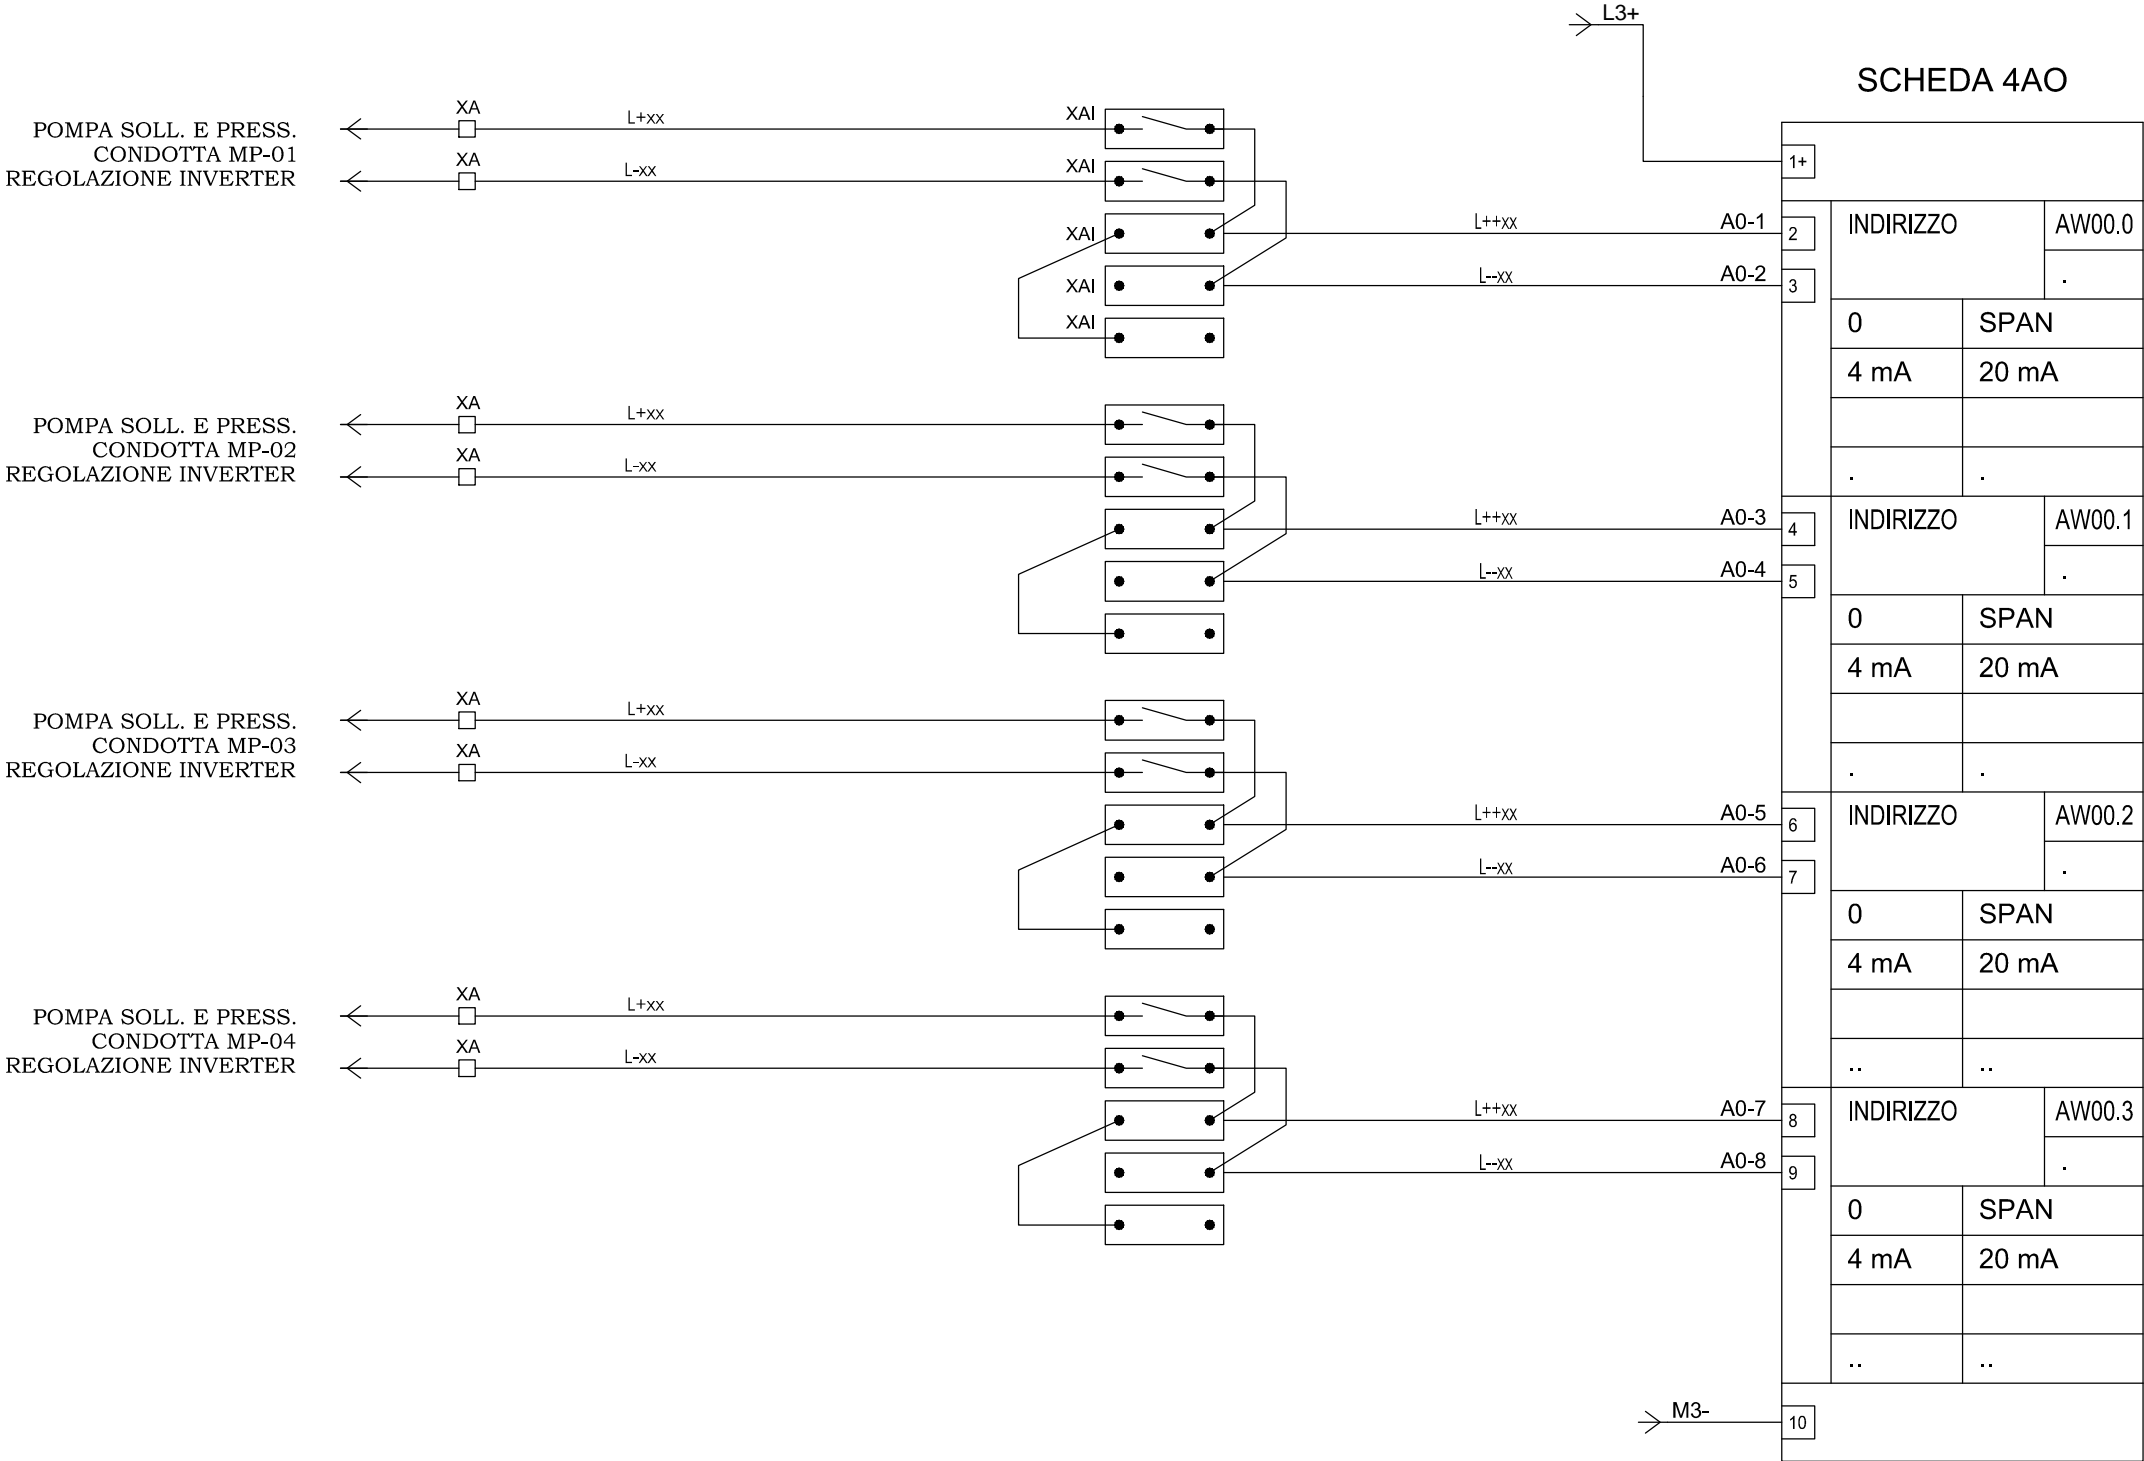 L3+
SCHEDA 4AO
1+
POMPA SOLL. E PRESS.
CONDOTTA MP-01
REGOLAZIONE INVERTER
XA
L+xx
XAI
XA
L-xx
XAI
XAI
L++xx
A0-1
2
INDIRIZZO
AW00.0
XAI
L--xx
A0-2
3
.
XAI
0
SPAN
4 mA
20 mA
.
.
POMPA SOLL. E PRESS.
CONDOTTA MP-02
REGOLAZIONE INVERTER
XA
L+xx
XA
L-xx
L++xx
A0-3
4
INDIRIZZO
AW00.1
L--xx
A0-4
5
.
0
SPAN
4 mA
20 mA
.
.
POMPA SOLL. E PRESS.
CONDOTTA MP-03
REGOLAZIONE INVERTER
XA
L+xx
XA
L-xx
L++xx
A0-5
6
INDIRIZZO
AW00.2
L--xx
A0-6
7
.
0
SPAN
4 mA
20 mA
..
..
POMPA SOLL. E PRESS.
CONDOTTA MP-04
REGOLAZIONE INVERTER
XA
L+xx
XA
L-xx
L++xx
A0-7
8
INDIRIZZO
AW00.3
L--xx
A0-8
9
.
0
SPAN
4 mA
20 mA
..
..
M3-
10